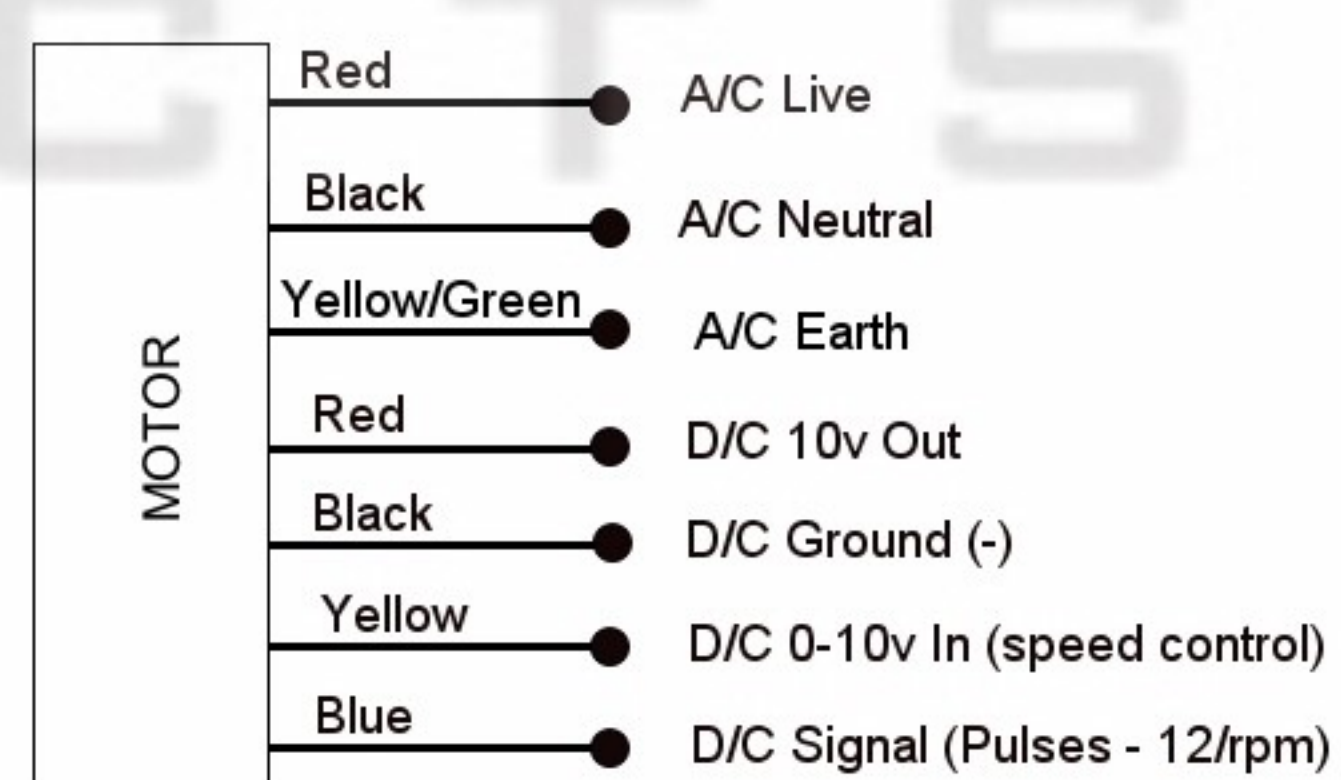 C T S
Red A/C Live
Black A/C Neutral
Yellow/Green A/C Earth
MOTOR
Red D/C 10v Out
Black D/C Ground (-)
Yellow D/C 0-10v In (speed control)
Blue D/C Signal (Pulses - 12/rpm)